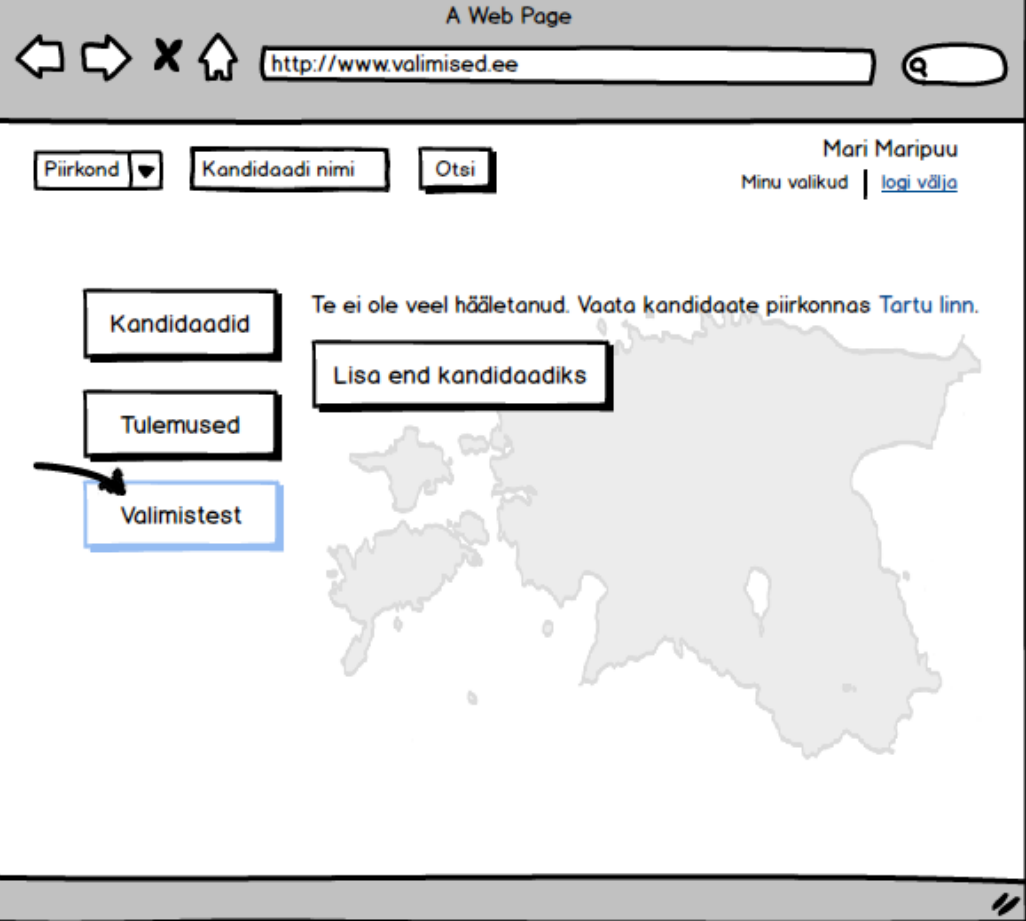 A Web Page
http://www.valimised.ee
Piirkond
Kandidaadi nimi
Otsi
Mari Maripuu
Minu valikud
logi välja
Kandidaadid
Te ei ole veel hääletanud. Vaata kandidaate piirkonnas Tartu linn.
Lisa end kandidaadiks
Tulemused
Valimistest